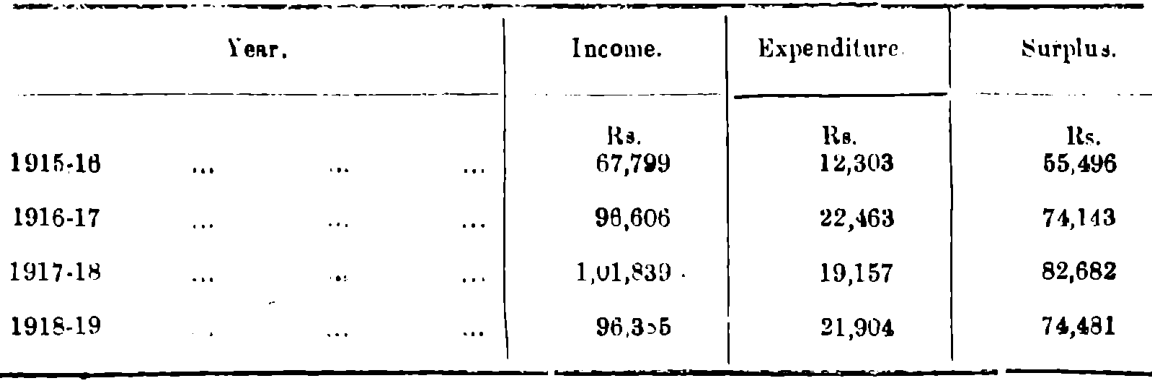 Year. Income. Expenditure. Surplus.
Rs. Rs. Rs.
1915-16 ... ... ... 67,799 12,303 55,496
1916-17 ... ... ... 96,606 22,463 74,143
1917-18 ... ... ... 1,01,839 19,157 82,682
1918-19 ... ... ... 96,385 21,904 74,481